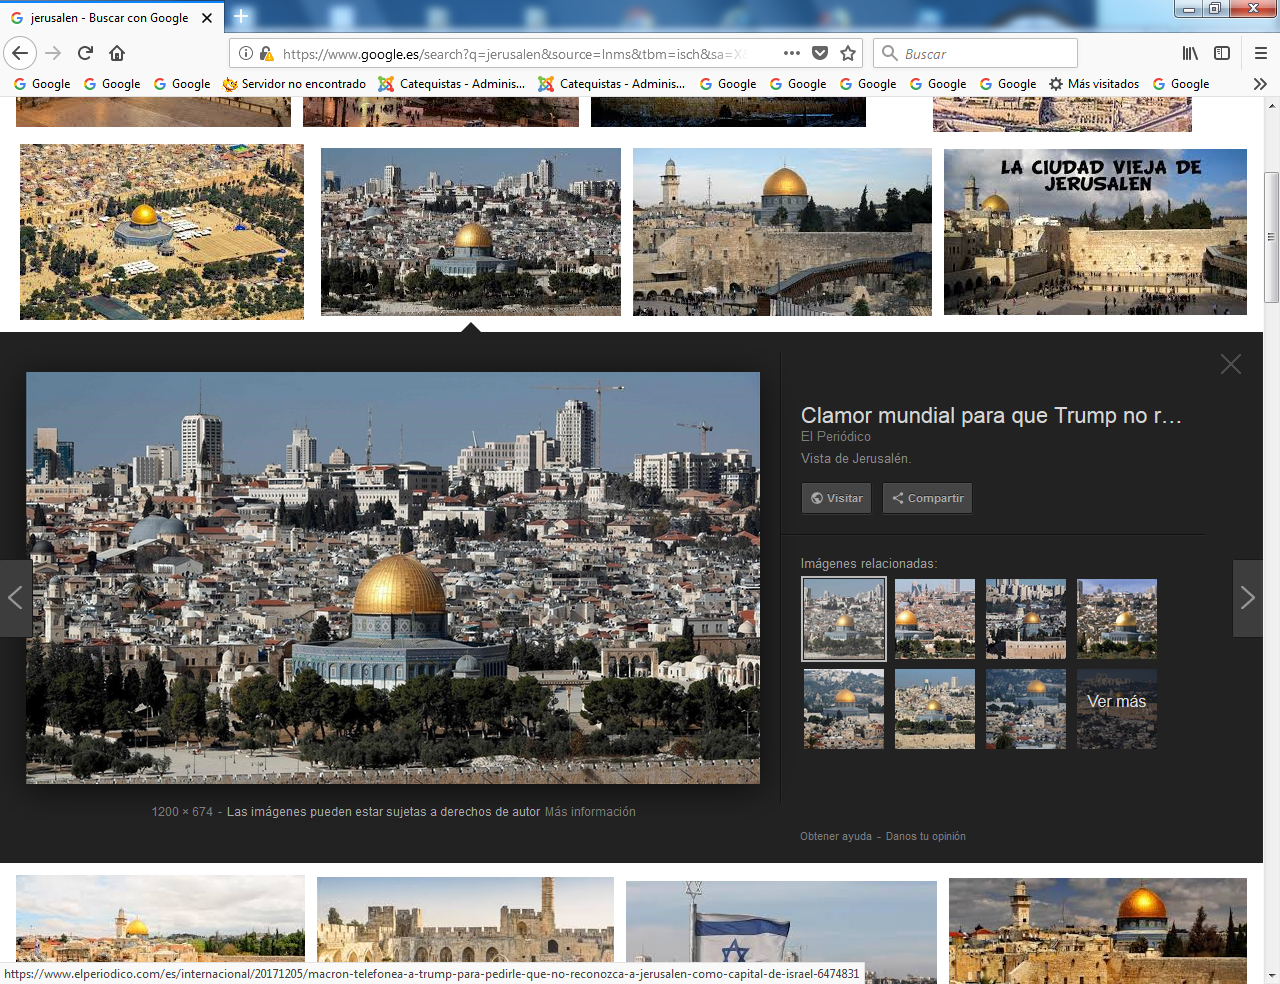 jerusalen - Buscar con Google
https://www.google.es/search?q=jerusalen&source=lnms&tbm=isch&sa=X
Buscar
Google
Google
Google
Servidor no encontrado
Catequistas - Adminis...
Catequistas - Adminis...
Google
Google
Google
Google
Google
Más visitados
Google
LA CIUDAD VIEJA DE
JERUSALEN
Clamor mundial para que Trump no r...
El Periódico
Vista de Jerusalén.
Visitar
Compartir
Imágenes relacionadas:
Ver más
1200 × 674 - Las imágenes pueden estar sujetas a derechos de autor Más información
Obtener ayuda - Danos tu opinión
https://www.elperiodico.com/es/internacional/20171205/macron-telefonea-a-trump-para-pedirle-que-no-reconozca-a-jerusalen-como-capital-de-israel-6474831